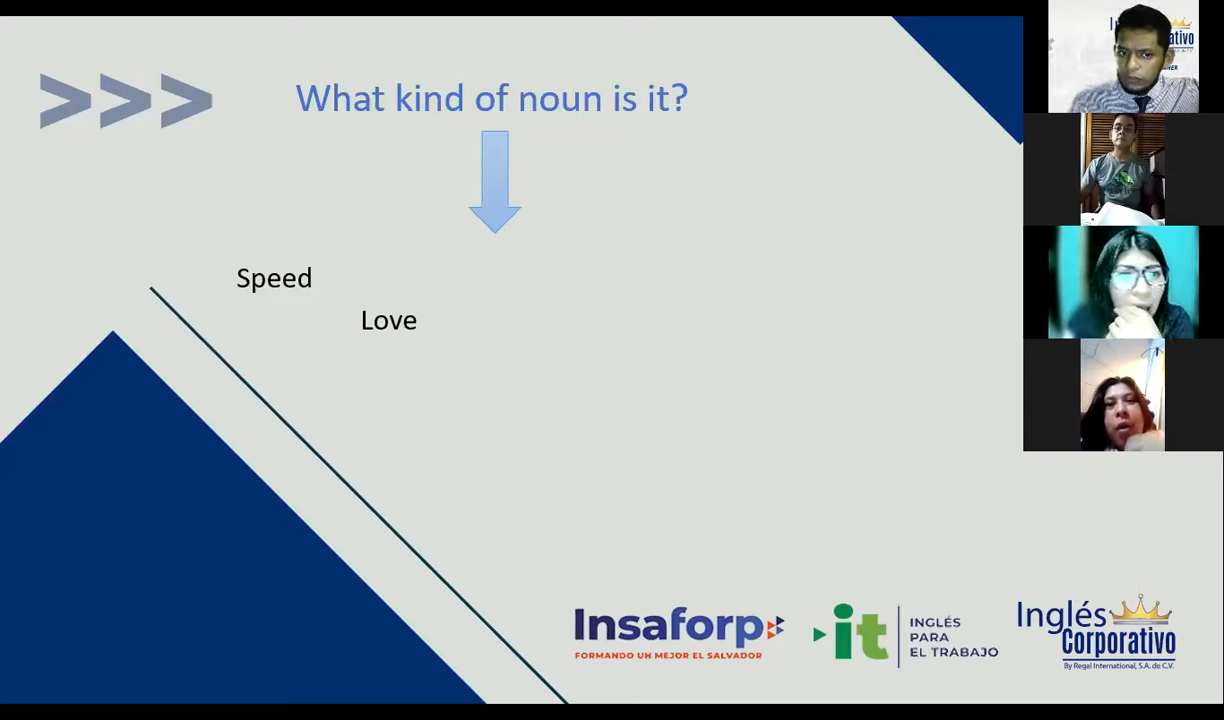 >>> What kind of noun is it?
Speed
Love
Insaforp
FORMANDO UN MEJOR EL SALVADOR
it
INGLÉS
PARA
EL TRABAJO
Inglés
Corporativo
By Regal International, S.A. de C.V.